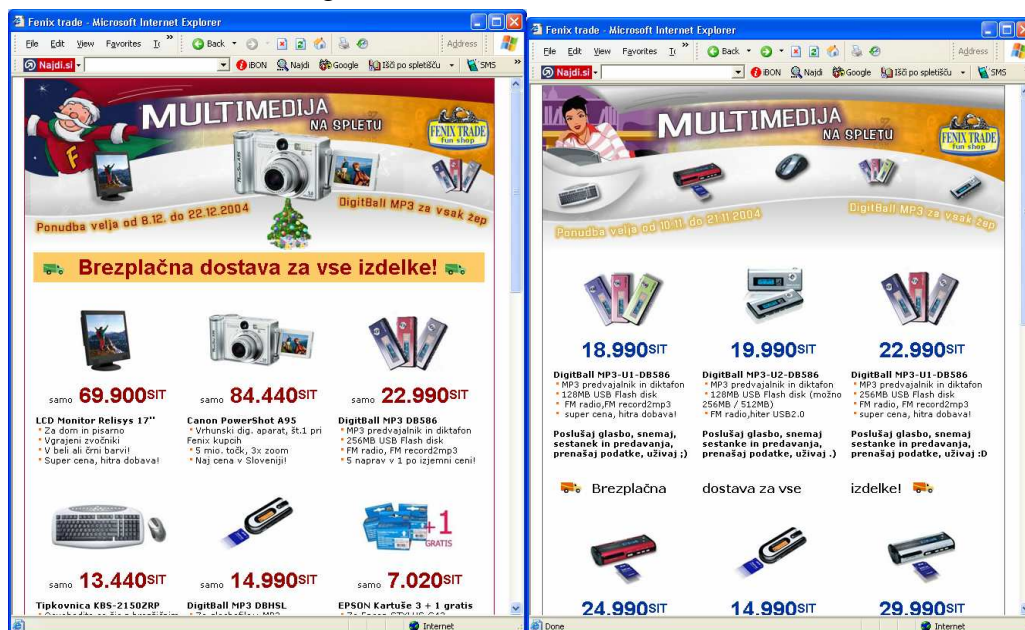 Fenix trade - Microsoft Internet Explorer
File Edit View Favorites
Back
Address
Najdi.si
iBON Najdi Google Išči po spletišču SMS
MULTIMEDIJA
NA SPLETU
FENIX TRADE
fun shop
F
Ponudba velja od 8.12. do 22.12.2004
DigitBall MP3 za vsak žep
Brezplačna dostava za vse izdelke!
samo 69.900SIT
samo 84.440SIT
samo 22.990SIT
LCD Monitor Relisys 17''
Za dom in pisarno
Vgrajeni zvočniki
V beli ali črni barvi!
Super cena, hitra dobava!
Canon PowerShot A95
Vrhunski dig. aparat, št.1 pri
Fenix kupcih
5 mio. točk, 3x zoom
Naj cena v Sloveniji!
DigitBall MP3 DB586
MP3 predvajalnik in diktafon
256MB USB Flash disk
FM radio, FM record2mp3
5 naprav v 1 po izjemni ceni!
+1
GRATIS
samo 13.440SIT
samo 14.990SIT
samo 7.020SIT
Tipkovnica KBS-2150ZRP
DigitBall MP3 DBHSL
EPSON Kartuše 3 + 1 gratis
Internet
Fenix trade - Microsoft Internet Explorer
File Edit View Favorites
Back
Address
Najdi.si
iBON Najdi Google Išči po spletišču SMS
MULTIMEDIJA
NA SPLETU
FENIX TRADE
fun shop
Ponudba velja od 10.11. do 21.11.2004
DigitBall MP3 za vsak žep
18.990SIT
19.990SIT
22.990SIT
DigitBall MP3-U1-DB586
MP3 predvajalnik in diktafon
128MB USB Flash disk
FM radio,FM record2mp3
super cena, hitra dobava!
Poslušaj glasbo, snemaj,
sestanek in predavanja,
prenašaj podatke, uživaj ;)
DigitBall MP3-U2-DB586
MP3 predvajalnik in diktafon
128MB USB Flash disk (možno
256MB / 512MB)
FM radio,hiter USB2.0
Poslušaj glasbo, snemaj
sestanke in predavanja,
prenašaj podatke, uživaj .)
DigitBall MP3-U1-DB586
MP3 predvajalnik in diktafon
256MB USB Flash disk
FM radio, FM record2mp3
super cena, hitra dobava!
Poslušaj glasbo, snemaj,
sestanke in predavanja,
prenašaj podatke, uživaj :D
Brezplačna dostava za vse izdelke!
24.990SIT
14.990SIT
29.990SIT
Done
Internet